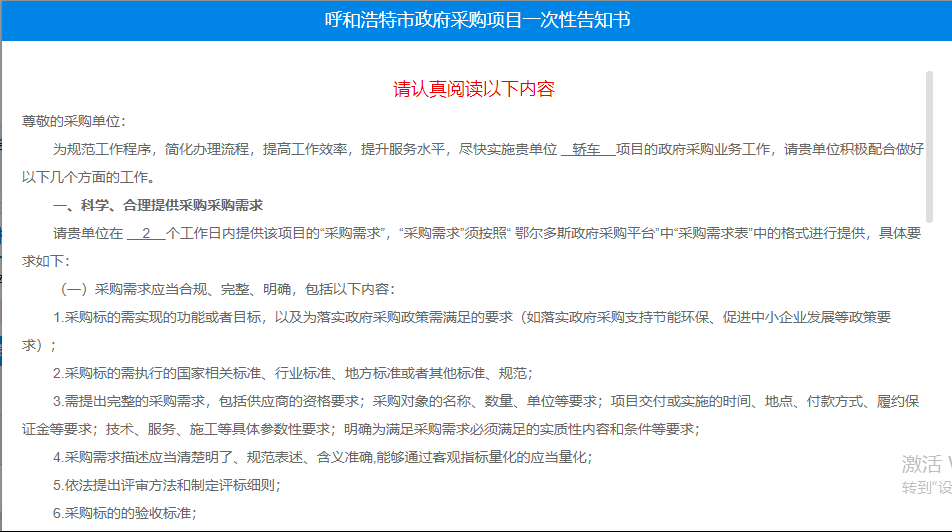 呼和浩特市政府采购项目一次性告知书
请认真阅读以下内容
尊敬的采购单位：
为规范工作程序，简化办理流程，提高工作效率，提升服务水平，尽快实施贵单位 __轿车__项目的政府采购业务工作，请贵单位积极配合做好
以下几个方面的工作。
一、科学、合理提供采购采购需求
请贵单位在 __2__个工作日内提供该项目的“采购需求”，“采购需求”须按照“ 鄂尔多斯政府采购平台”中“采购需求表”中的格式进行提供，具体要
求如下：
（一）采购需求应当合规、完整、明确，包括以下内容：
1.采购标的需实现的功能或者目标，以及为落实政府采购政策需满足的要求（如落实政府采购支持节能环保、促进中小企业发展等政策要
求）；
2.采购标的需执行的国家相关标准、行业标准、地方标准或者其他标准、规范；
3.需提出完整的采购需求，包括供应商的资格要求；采购对象的名称、数量、单位等要求；项目交付或实施的时间、地点、付款方式、履约保
证金等要求；技术、服务、施工等具体参数性要求；明确为满足采购需求必须满足的实质性内容和条件等要求；
4.采购需求描述应当清楚明了、规范表述、含义准确,能够通过客观指标量化的应当量化；
5.依法提出评审方法和制定评标细则；
6.采购标的的验收标准；
激活
转到“设